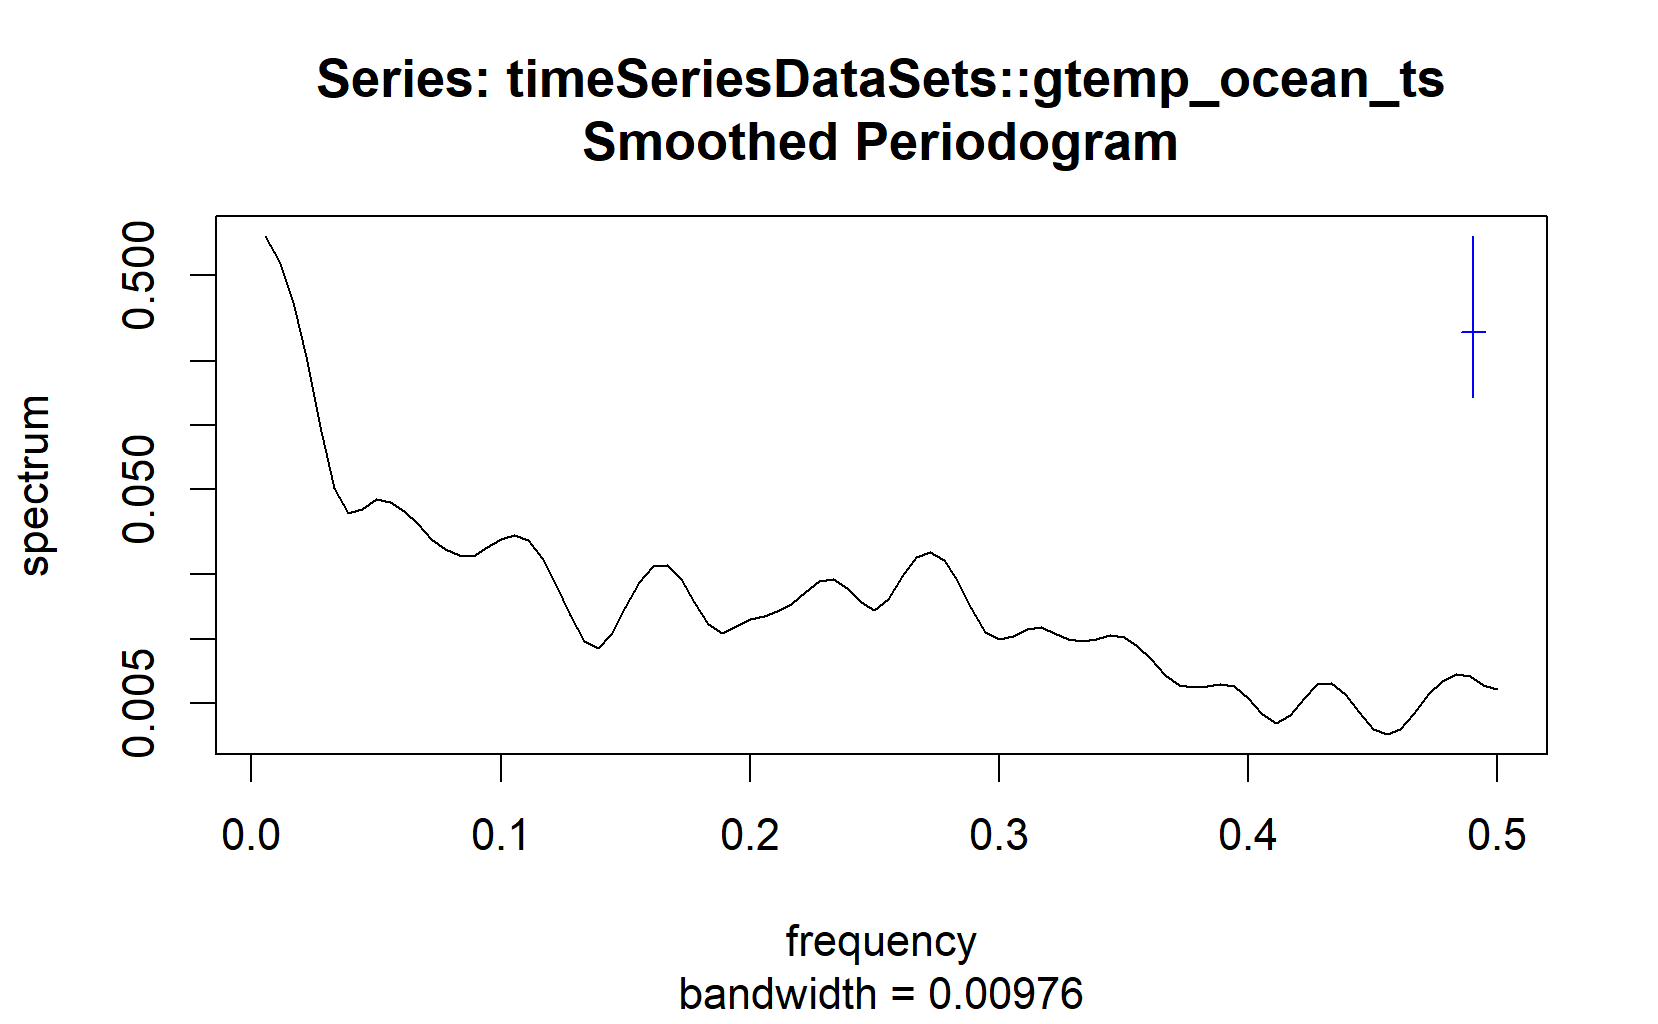 Series: timeSeriesDataSets::gtemp_ocean_ts
Smoothed Periodogram
spectrum
0.500
0.050
0.005
0.0 0.1 0.2 0.3 0.4 0.5
frequency
bandwidth = 0.00976